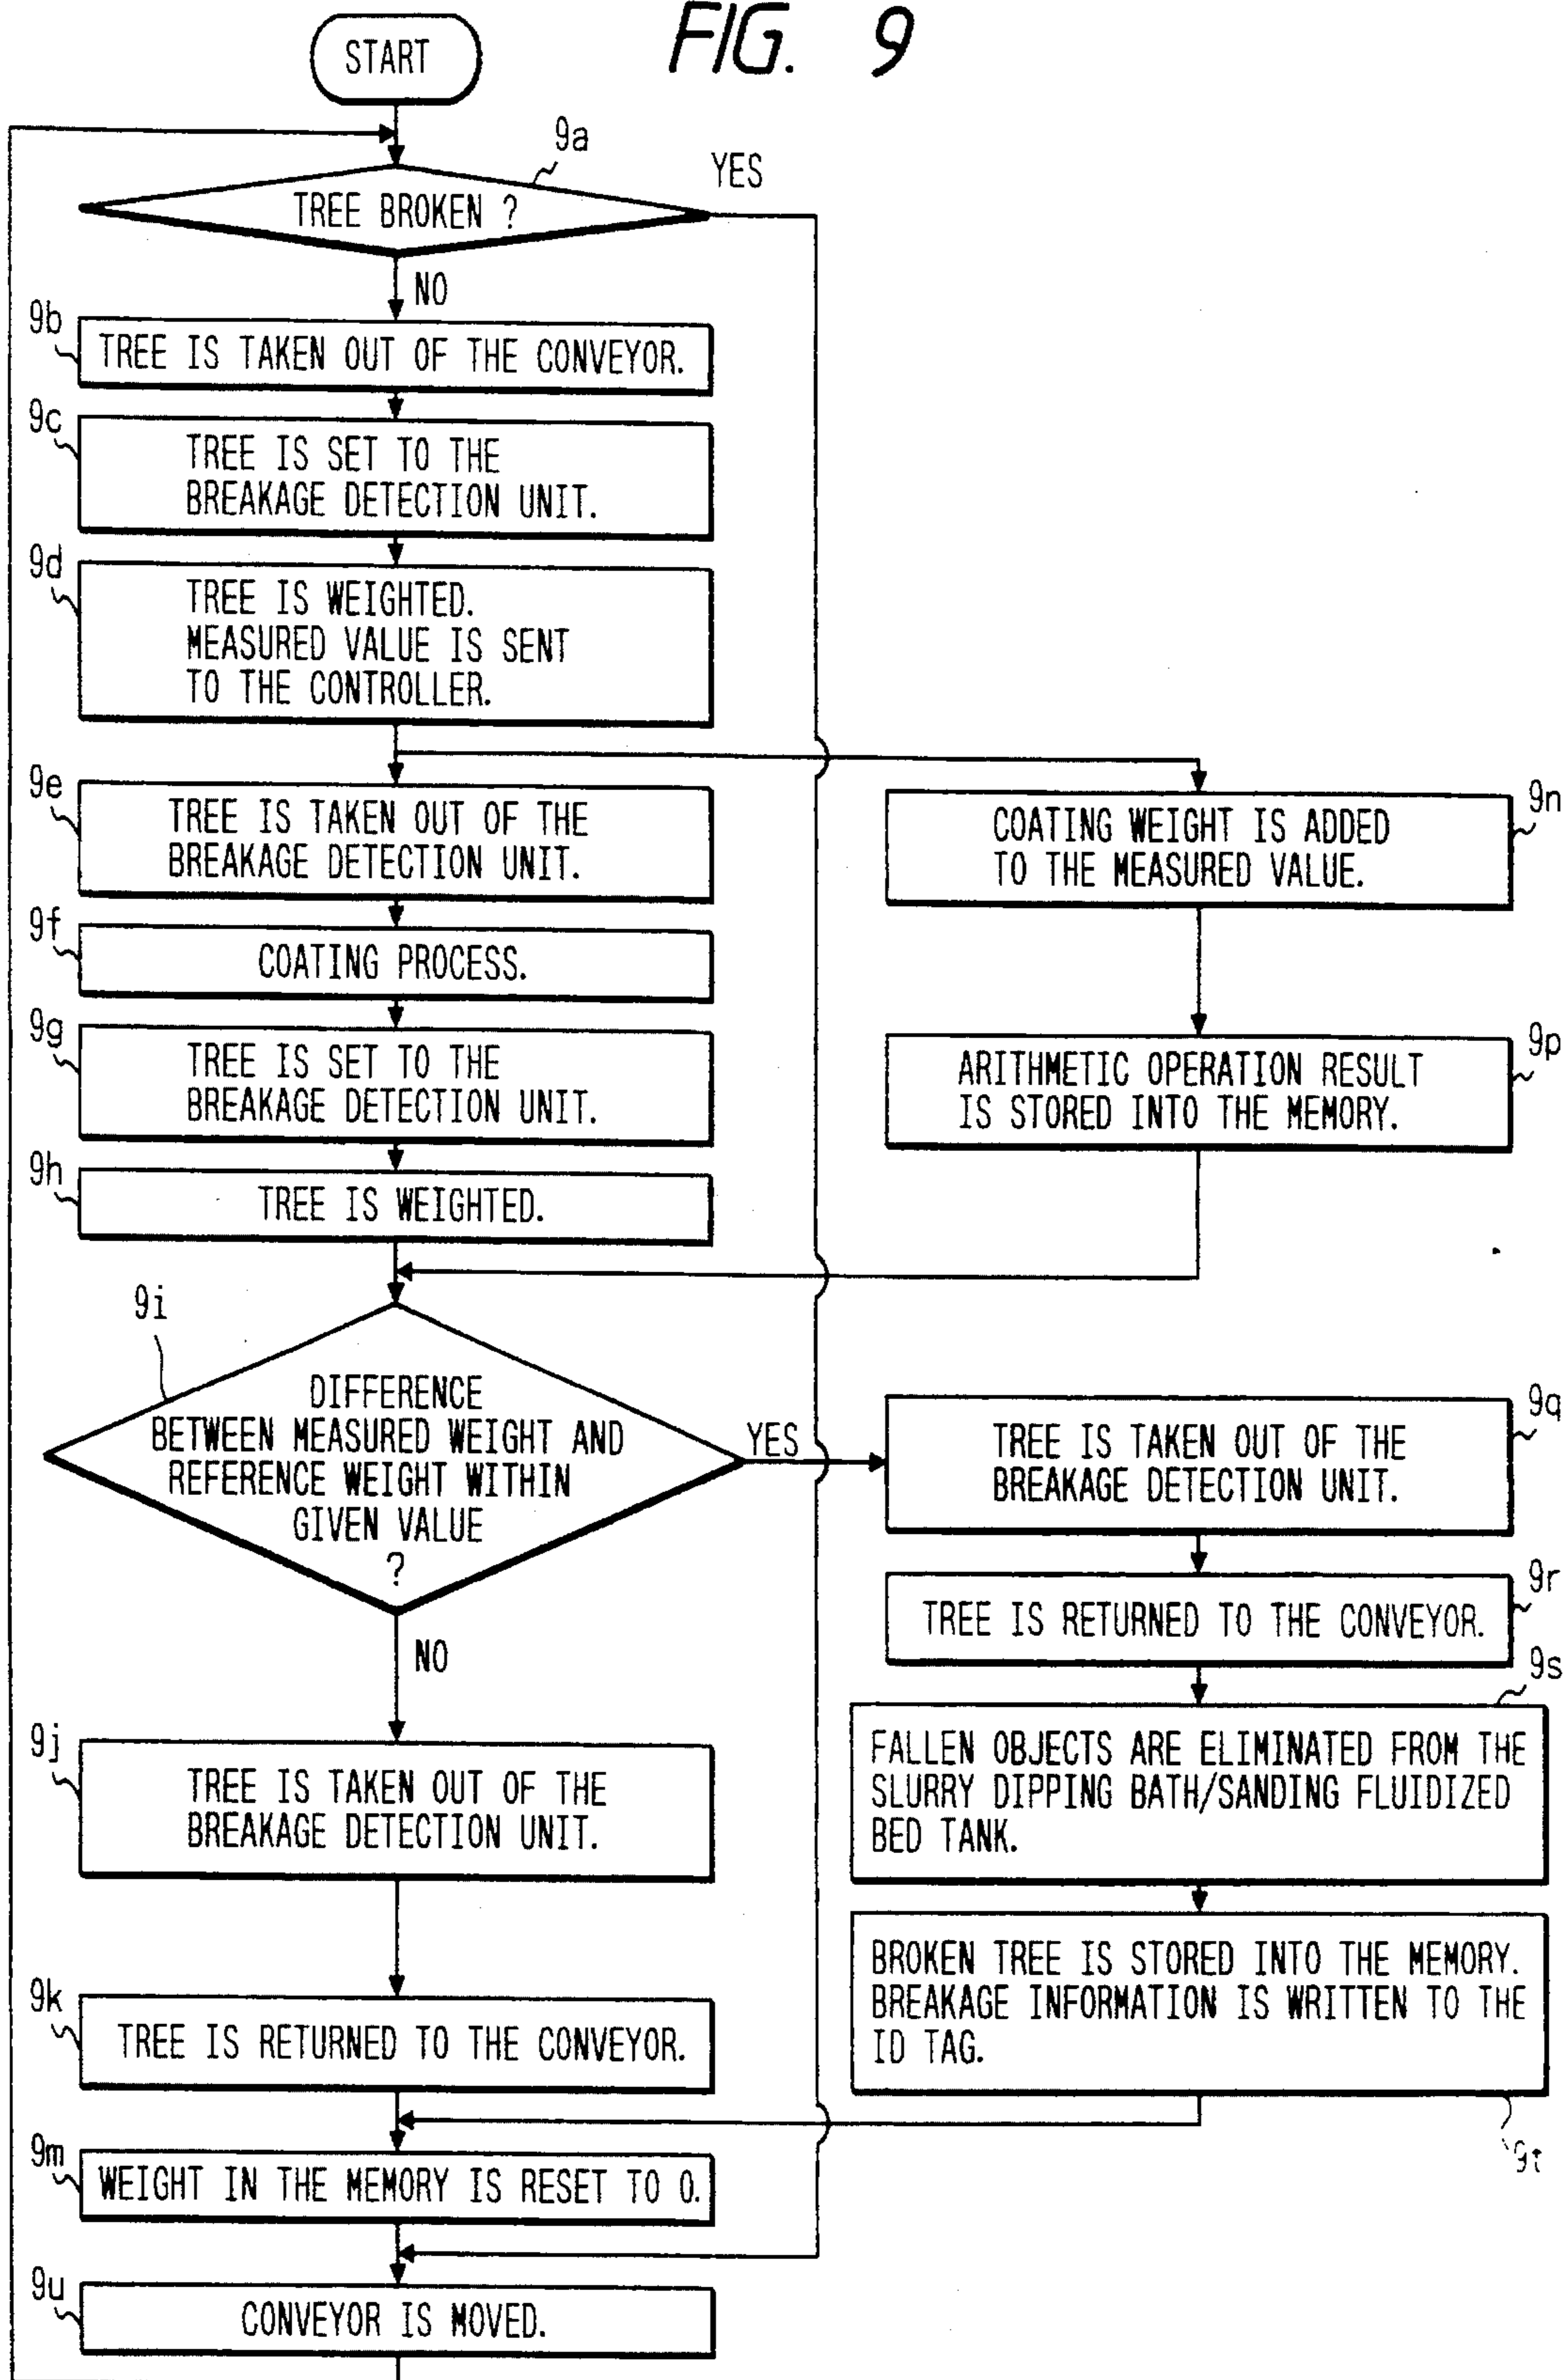 FIG. 9
START
9a
TREE BROKEN ?
YES
NO
9b
TREE IS TAKEN OUT OF THE CONVEYOR.
9c
TREE IS SET TO THE
BREAKAGE DETECTION UNIT.
9d
TREE IS WEIGHTED.
MEASURED VALUE IS SENT
TO THE CONTROLLER.
9e
TREE IS TAKEN OUT OF THE
BREAKAGE DETECTION UNIT.
9n
COATING WEIGHT IS ADDED
TO THE MEASURED VALUE.
9f
COATING PROCESS.
9g
TREE IS SET TO THE
BREAKAGE DETECTION UNIT.
9p
ARITHMETIC OPERATION RESULT
IS STORED INTO THE MEMORY.
9h
TREE IS WEIGHTED.
9i
DIFFERENCE
BETWEEN MEASURED WEIGHT AND
REFERENCE WEIGHT WITHIN
GIVEN VALUE
?
YES
NO
9q
TREE IS TAKEN OUT OF THE
BREAKAGE DETECTION UNIT.
9r
TREE IS RETURNED TO THE CONVEYOR.
9s
FALLEN OBJECTS ARE ELIMINATED FROM THE
SLURRY DIPPING BATH/SANDING FLUIDIZED
BED TANK.
9j
TREE IS TAKEN OUT OF THE
BREAKAGE DETECTION UNIT.
BROKEN TREE IS STORED INTO THE MEMORY.
BREAKAGE INFORMATION IS WRITTEN TO THE
ID TAG.
9t
9k
TREE IS RETURNED TO THE CONVEYOR.
9m
WEIGHT IN THE MEMORY IS RESET TO 0.
9u
CONVEYOR IS MOVED.